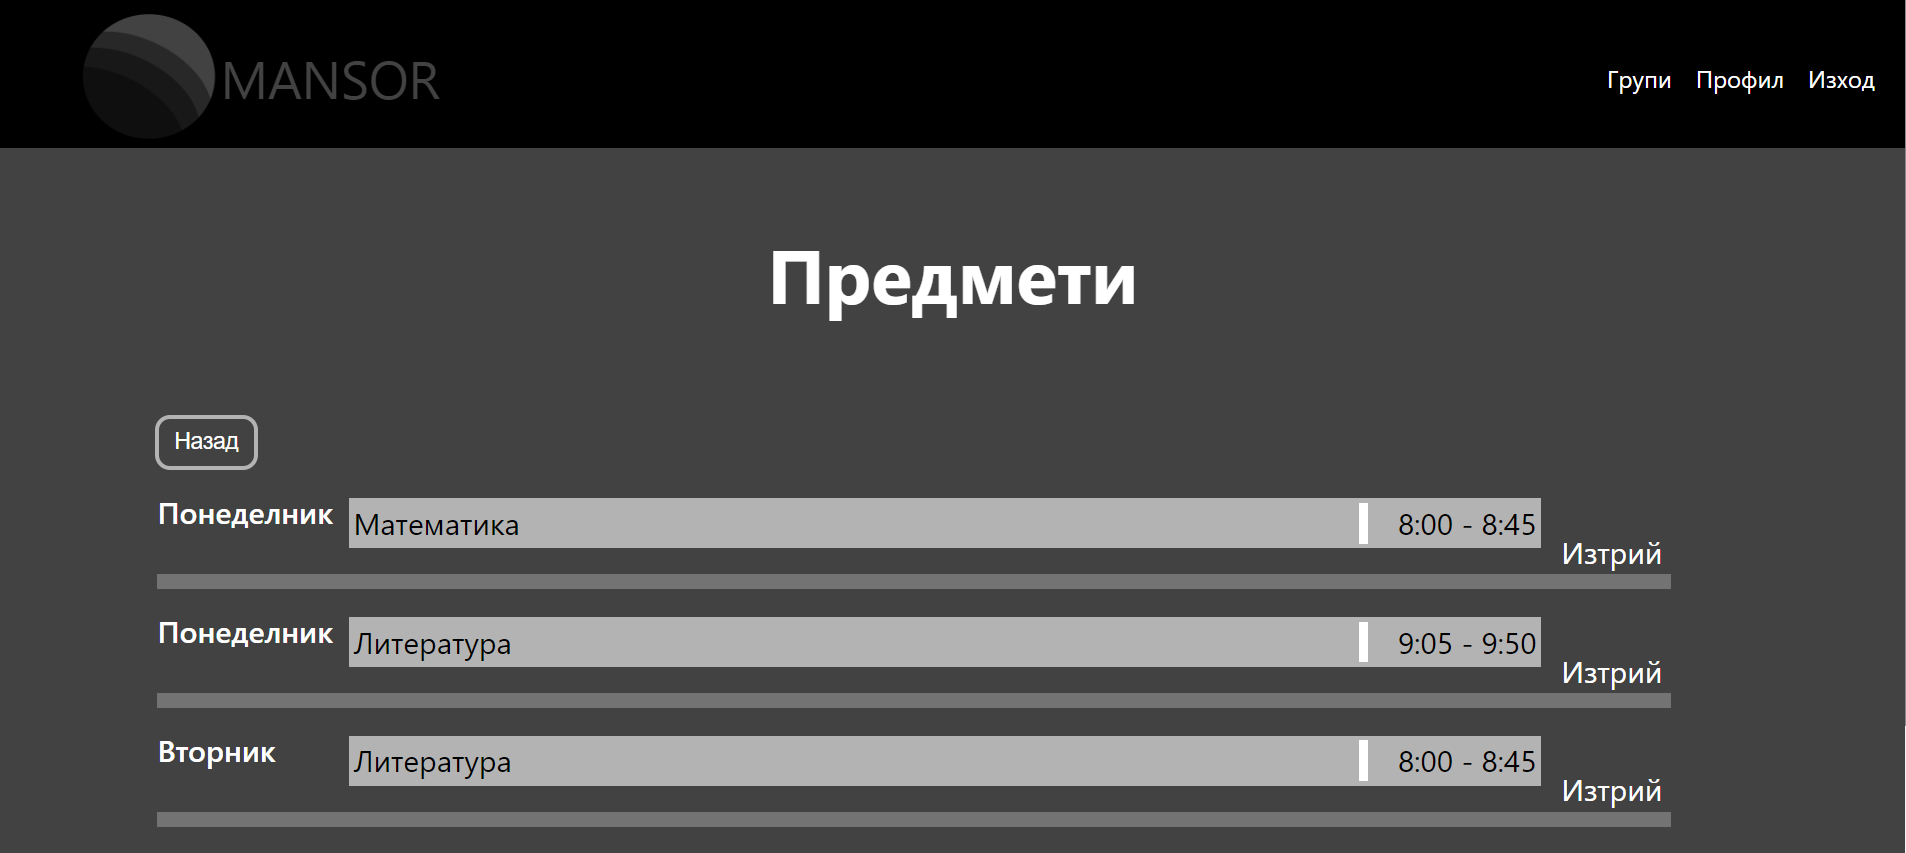 MANSOR
Групи Профил Изход
Предмети
Назад
Понеделник Математика 8:00 - 8:45
Изтрий
Понеделник Литература 9:05 - 9:50
Изтрий
Вторник Литература 8:00 - 8:45
Изтрий